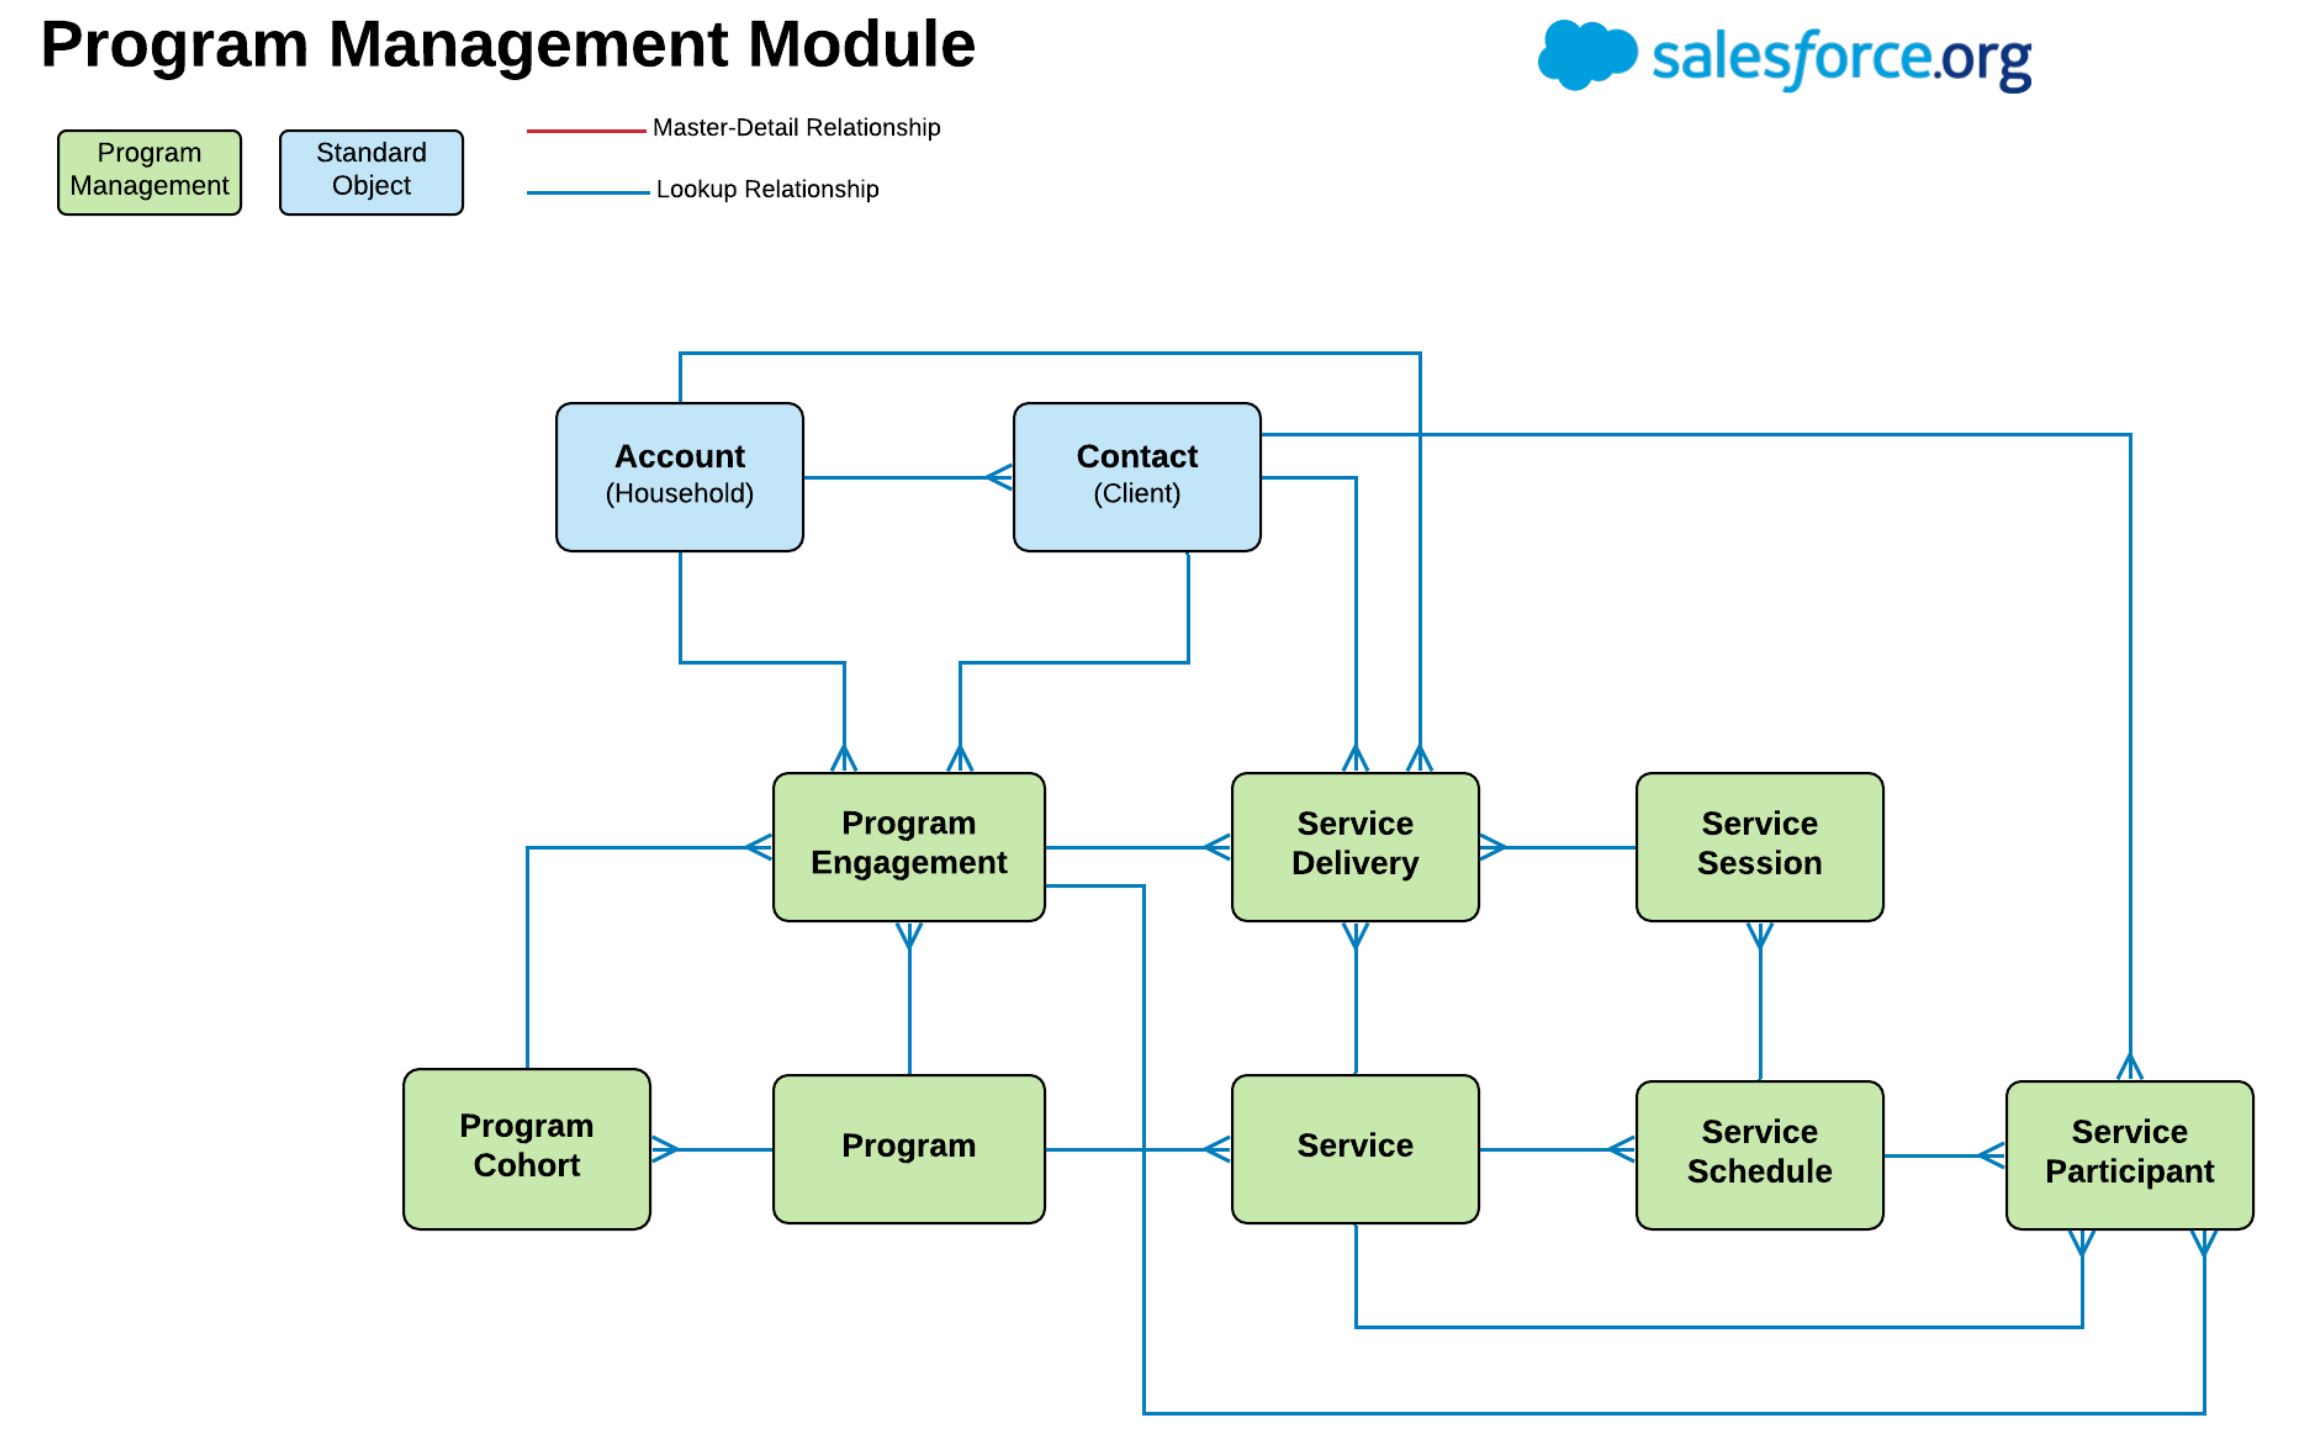 Program Management Module
salesforce.org
Program
Management
Standard
Object
Master-Detail Relationship
Lookup Relationship
Account
(Household)
Contact
(Client)
Program
Engagement
Service
Delivery
Service
Session
Program
Cohort
Program
Service
Service
Schedule
Service
Participant